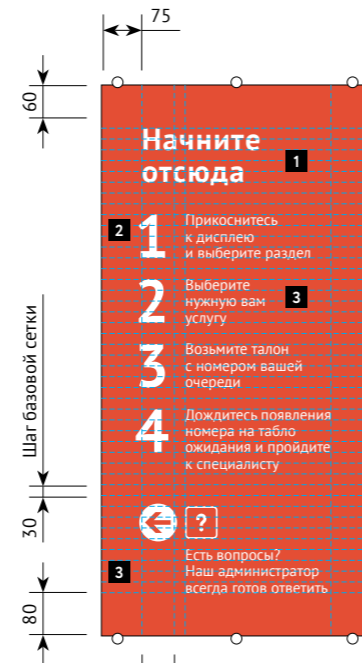 75
60
Начните
отсюда
1
2
1
Прикоснитесь
к дисплею
и выберите раздел
2
Выберите
нужную вам
услугу
3
3
Возьмите талон
с номером вашей
очереди
4
Дождитесь появления
номера на табло
ожидания и пройдите
к специалисту
Шаг базовой сетки
30
?
3
Есть вопросы?
Наш администратор
всегда готов ответить
80